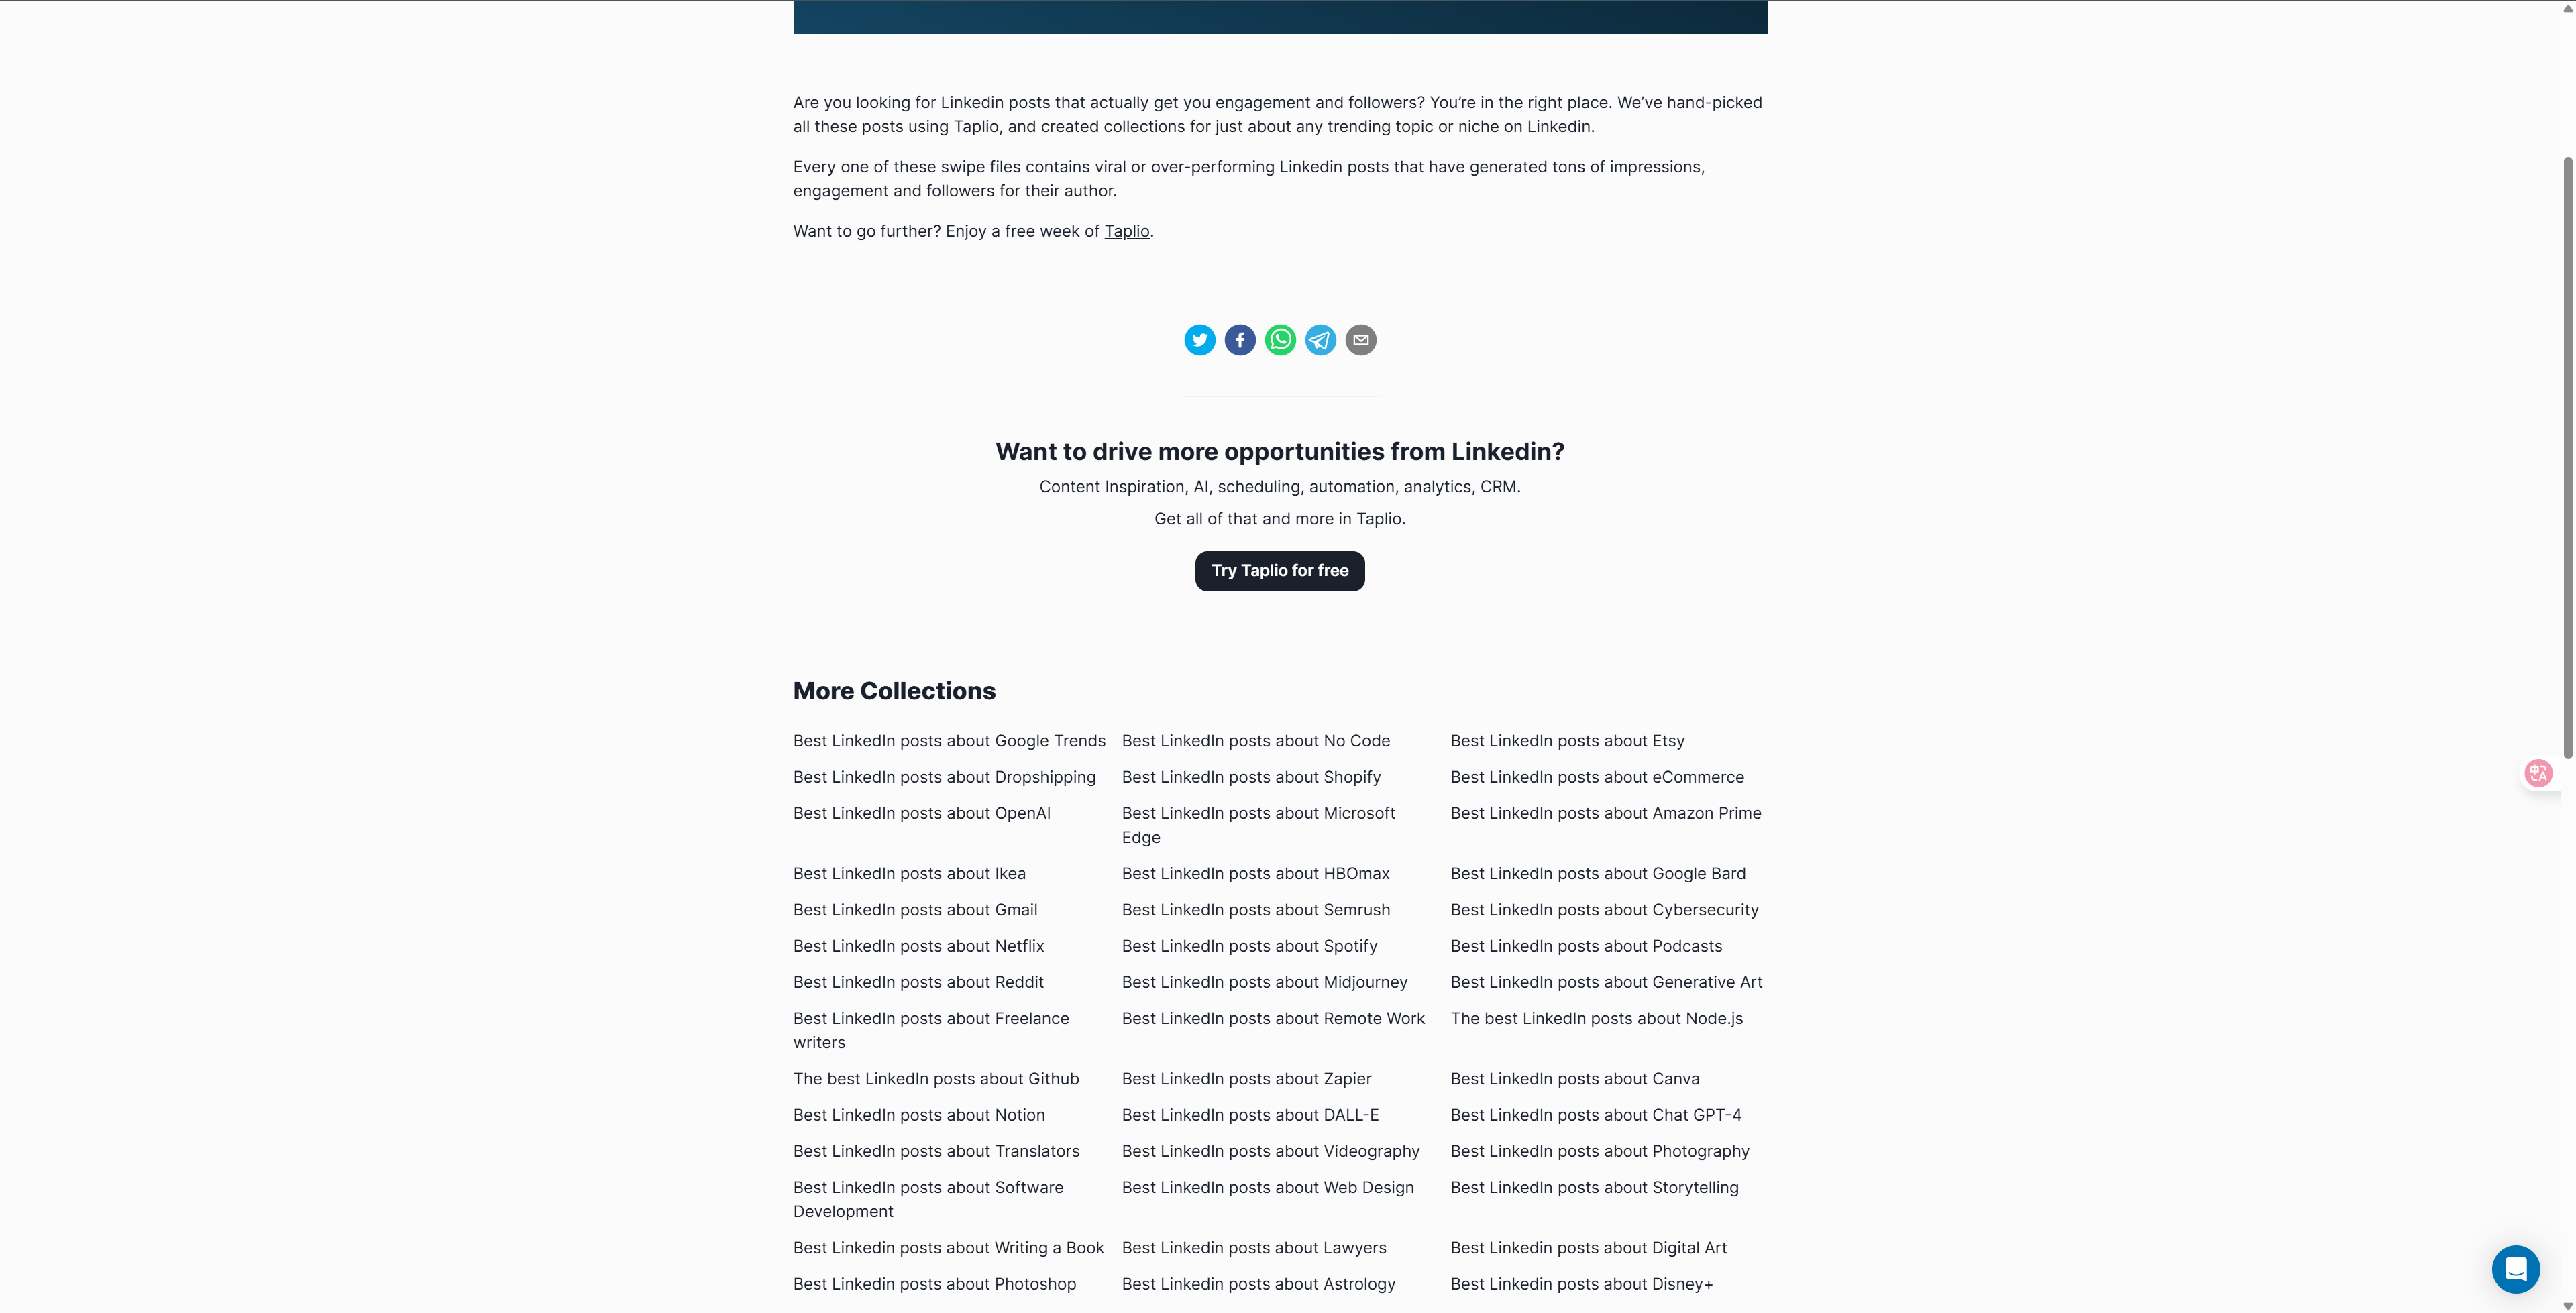 Are you looking for Linkedin posts that actually get you engagement and followers? You’re in the right place. We’ve hand-picked
all these posts using Taplio, and created collections for just about any trending topic or niche on Linkedin.
Every one of these swipe files contains viral or over-performing Linkedin posts that have generated tons of impressions,
engagement and followers for their author.
Want to go further? Enjoy a free week of Taplio.
Want to drive more opportunities from Linkedin?
Content Inspiration, AI, scheduling, automation, analytics, CRM.
Get all of that and more in Taplio.
Try Taplio for free
More Collections
Best LinkedIn posts about Google Trends
Best LinkedIn posts about No Code
Best LinkedIn posts about Etsy
Best LinkedIn posts about Dropshipping
Best LinkedIn posts about Shopify
Best LinkedIn posts about eCommerce
Best LinkedIn posts about OpenAI
Best LinkedIn posts about Microsoft
Edge
Best LinkedIn posts about Amazon Prime
Best LinkedIn posts about Ikea
Best LinkedIn posts about HBOmax
Best LinkedIn posts about Google Bard
Best LinkedIn posts about Gmail
Best LinkedIn posts about Semrush
Best LinkedIn posts about Cybersecurity
Best LinkedIn posts about Netflix
Best LinkedIn posts about Spotify
Best LinkedIn posts about Podcasts
Best LinkedIn posts about Reddit
Best LinkedIn posts about Midjourney
Best LinkedIn posts about Generative Art
Best LinkedIn posts about Freelance
writers
Best LinkedIn posts about Remote Work
The best LinkedIn posts about Node.js
The best LinkedIn posts about Github
Best LinkedIn posts about Zapier
Best LinkedIn posts about Canva
Best LinkedIn posts about Notion
Best LinkedIn posts about DALL-E
Best LinkedIn posts about Chat GPT-4
Best LinkedIn posts about Translators
Best LinkedIn posts about Videography
Best LinkedIn posts about Photography
Best LinkedIn posts about Software
Development
Best LinkedIn posts about Web Design
Best LinkedIn posts about Storytelling
Best Linkedin posts about Writing a Book
Best Linkedin posts about Lawyers
Best Linkedin posts about Digital Art
Best Linkedin posts about Photoshop
Best Linkedin posts about Astrology
Best Linkedin posts about Disney+
中A